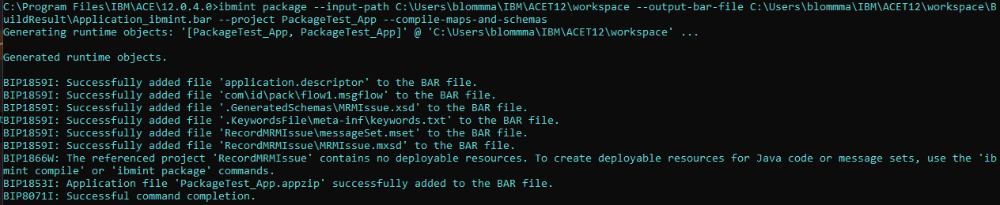 C:\Program Files\IBM\ACE\12.0.4.0>ibmint package --input-path C:\Users\blommma\IBM\ACET12\workspace --output-bar-file C:\Users\blommma\IBM\ACET12\workspace\B
uildResult\Application_ibmint.bar --project PackageTest_App --compile-maps-and-schemas
Generating runtime objects: '[PackageTest_App, PackageTest_App]' @ 'C:\Users\blommma\IBM\ACET12\workspace' ...
Generated runtime objects.
BIP1859I: Successfully added file 'application.descriptor' to the BAR file.
BIP1859I: Successfully added file 'com\id\pack\flow1.msgflow' to the BAR file.
BIP1859I: Successfully added file '.GeneratedSchemas\MRMIssue.xsd' to the BAR file.
BIP1859I: Successfully added file '.KeywordsFile\meta-inf\keywords.txt' to the BAR file.
BIP1859I: Successfully added file 'RecordMRMIssue\messageSet.mset' to the BAR file.
BIP1859I: Successfully added file 'RecordMRMIssue\MRMIssue.mxsd' to the BAR file.
BIP1866W: The referenced project 'RecordMRMIssue' contains no deployable resources. To create deployable resources for Java code or message sets, use the 'ib
mint compile' or 'ibmint package' commands.
BIP1853I: Application file 'PackageTest_App.appzip' successfully added to the BAR file.
BIP8071I: Successful command completion.